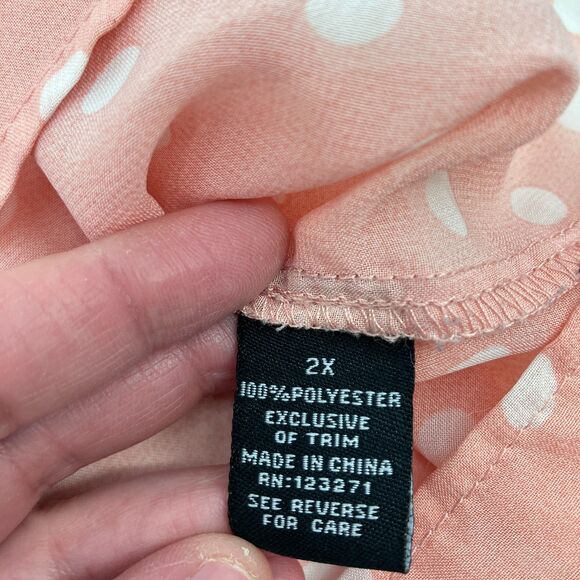 2X
100%POLYESTER
EXCLUSIVE
OF TRIM
MADE IN CHINA
RN:123271
SEE REVERSE
FOR CARE